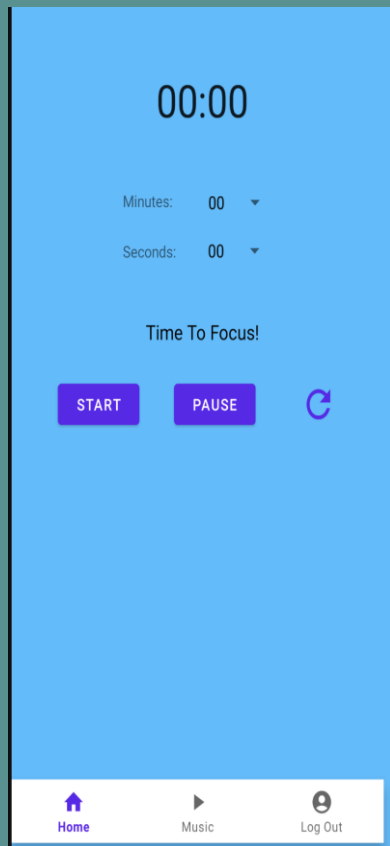 00:00
Minutes: 00
Seconds: 00
Time To Focus!
START PAUSE
Home Music Log Out